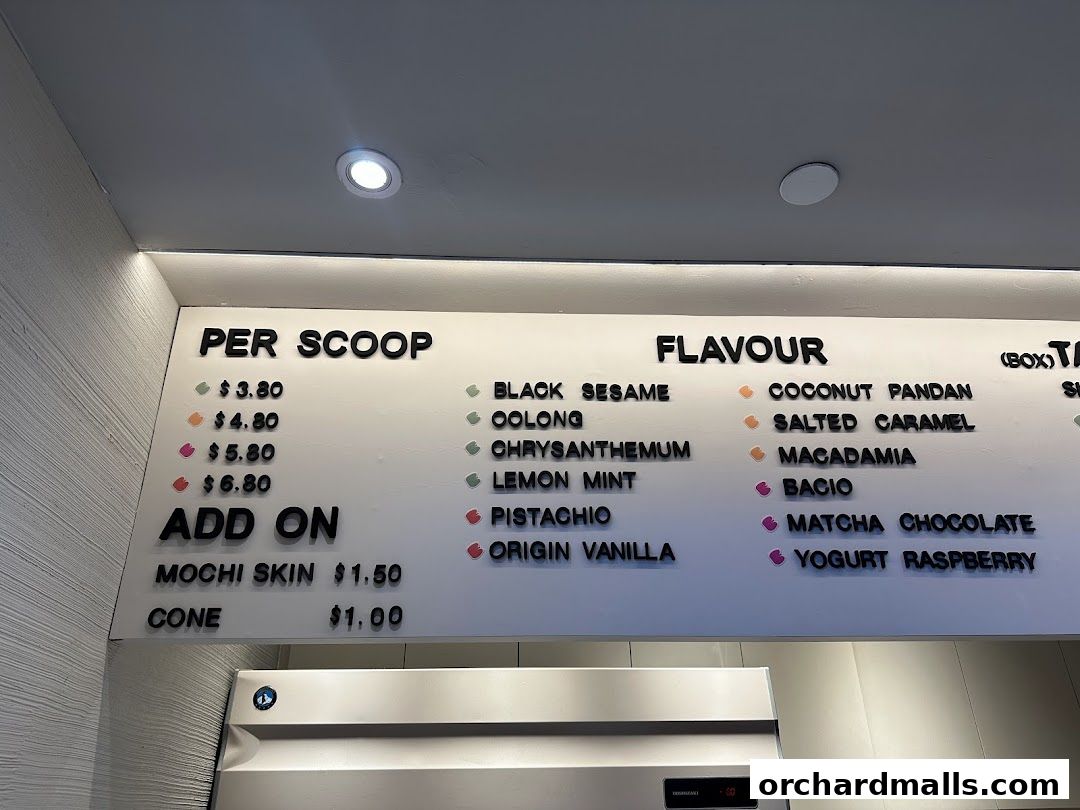 PER SCOOP
$3.80
$4.80
$5.80
$6.80
ADD ON
MOCHI SKIN $1.50
CONE $1.00
FLAVOUR
BLACK SESAME
OOLONG
CHRYSANTHEMUM
LEMON MINT
PISTACHIO
ORIGIN VANILLA
COCONUT PANDAN
SALTED CARAMEL
MACADAMIA
BACIO
MATCHA CHOCOLATE
YOGURT RASPBERRY
(BOX)
HOSHIZAKI
orchardmalls.com